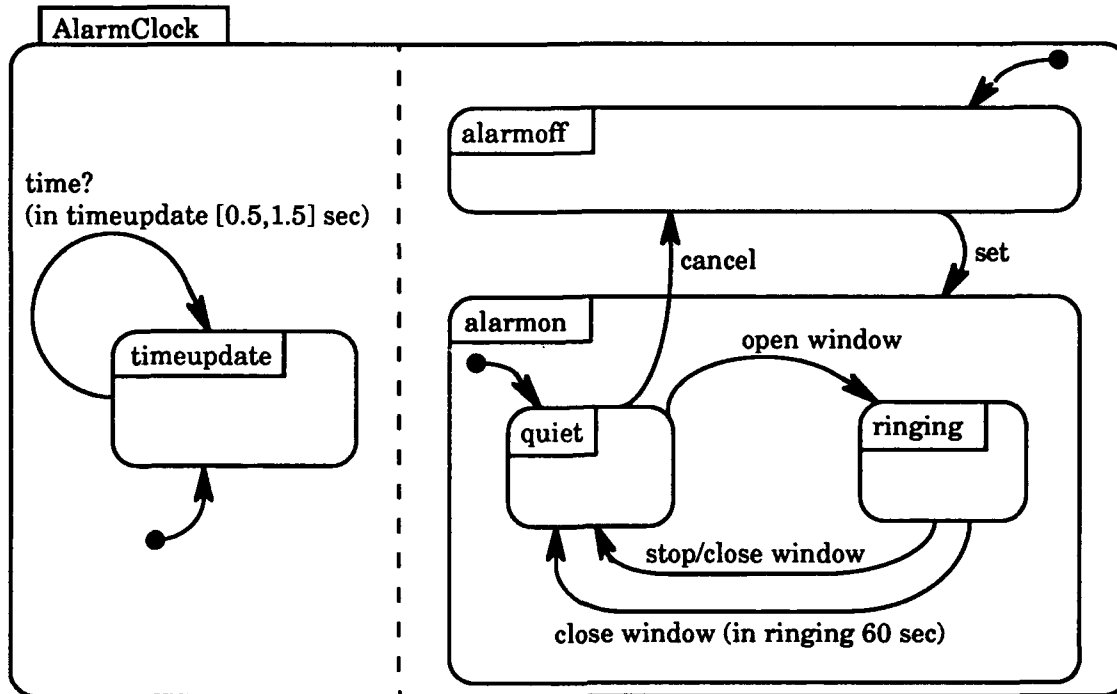 AlarmClock
time?
(in timeupdate [0.5,1.5] sec)
timeupdate
alarmoff
cancel
set
alarmon
open window
quiet
ringing
stop/close window
close window (in ringing 60 sec)